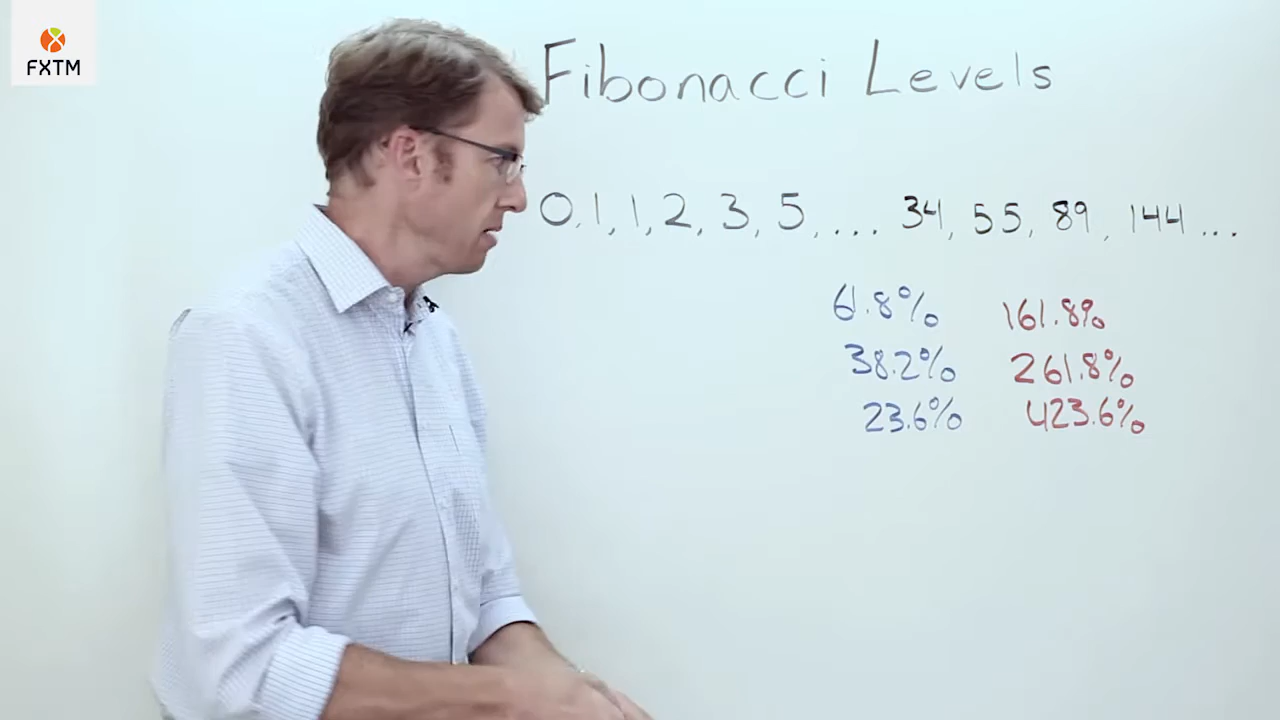 FXTM
Fibonacci Levels
0, 1, 1, 2, 3, 5, ... 34, 55, 89, 144 ...
61.8% 161.8%
38.2% 261.8%
23.6% 423.6%